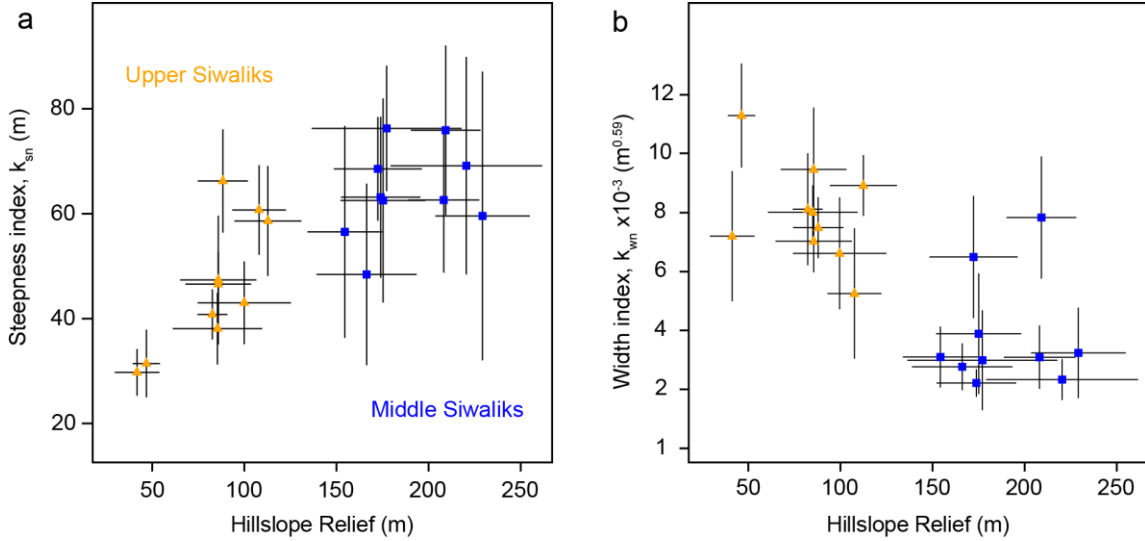 a
Steepness index, ksn (m)
80
60
40
20
Upper Siwaliks
Middle Siwaliks
50 100 150 200 250
Hillslope Relief (m)
b
Width index, kwn x10-3 (m0.59)
12
10
8
6
4
2
1
50 100 150 200 250
Hillslope Relief (m)